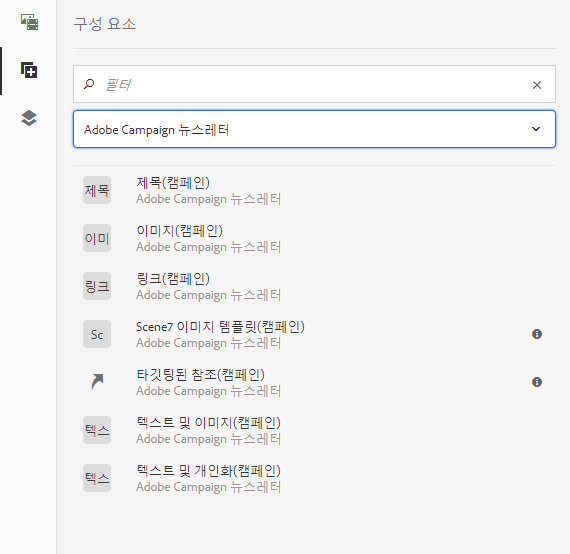 구성 요소
필터
Adobe Campaign 뉴스레터
제목
제목(캠페인)
Adobe Campaign 뉴스레터
이미
이미지(캠페인)
Adobe Campaign 뉴스레터
링크
링크(캠페인)
Adobe Campaign 뉴스레터
Sc
Scene7 이미지 템플릿(캠페인)
Adobe Campaign 뉴스레터
타깃팅된 참조(캠페인)
Adobe Campaign 뉴스레터
텍스
텍스트 및 이미지(캠페인)
Adobe Campaign 뉴스레터
텍스
텍스트 및 개인화(캠페인)
Adobe Campaign 뉴스레터